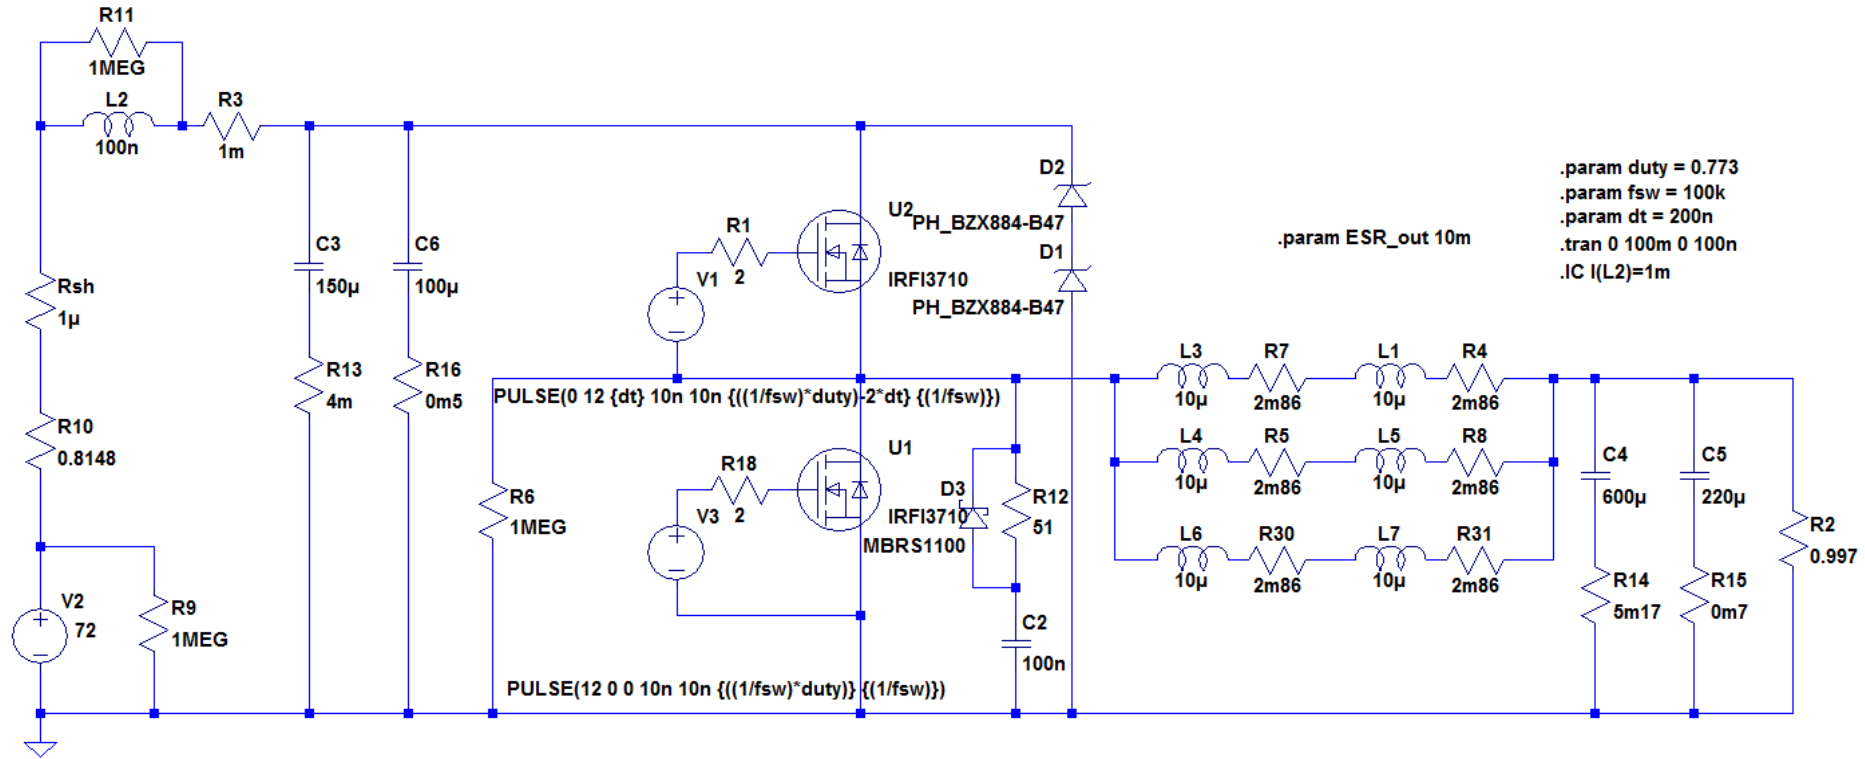 R11
1MEG
L2
100n
R3
1m
Rsh
1µ
R10
0.8148
V2
72
R9
1MEG
C3
150µ
R13
4m
C6
100µ
R16
0m5
R1
2
V1
U2
IRFI3710
D2
PH_BZX884-B47
D1
PH_BZX884-B47
PULSE(0 12 {dt} 10n 10n {((1/fsw)*duty)-2*dt} {(1/fsw)})
R6
1MEG
R18
2
V3
U1
IRFI3710
D3
MBRS1100
R12
51
C2
100n
PULSE(12 0 0 10n 10n {((1/fsw)*duty)} {(1/fsw)})
.param ESR_out 10m
.param duty = 0.773
.param fsw = 100k
.param dt = 200n
.tran 0 100m 0 100n
.IC I(L2)=1m
L3
10µ
R7
2m86
L1
10µ
R4
2m86
L4
10µ
R5
2m86
L5
10µ
R8
2m86
L6
10µ
R30
2m86
L7
10µ
R31
2m86
C4
600µ
R14
5m17
C5
220µ
R15
0m7
R2
0.997